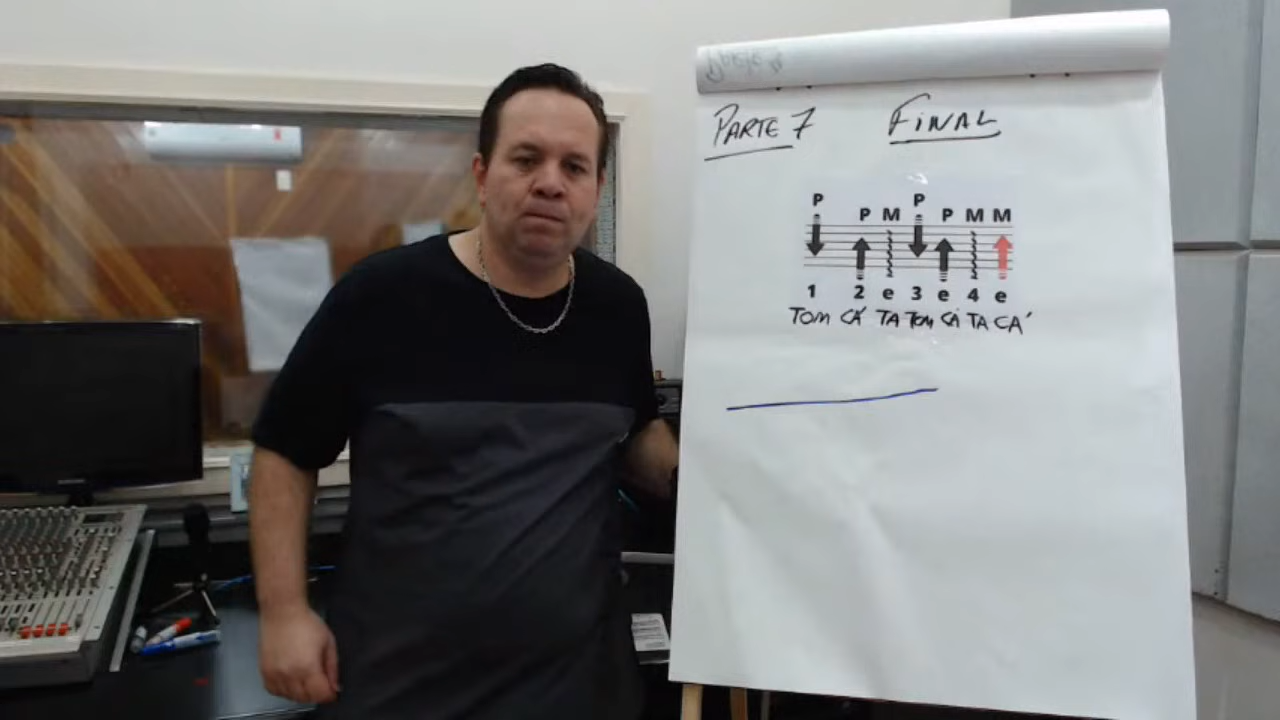 PARTE 7 FINAL
P P
P M P M M
1 2 e 3 e 4 e
TOM CÁ TA TOM CÁ TA CÁ